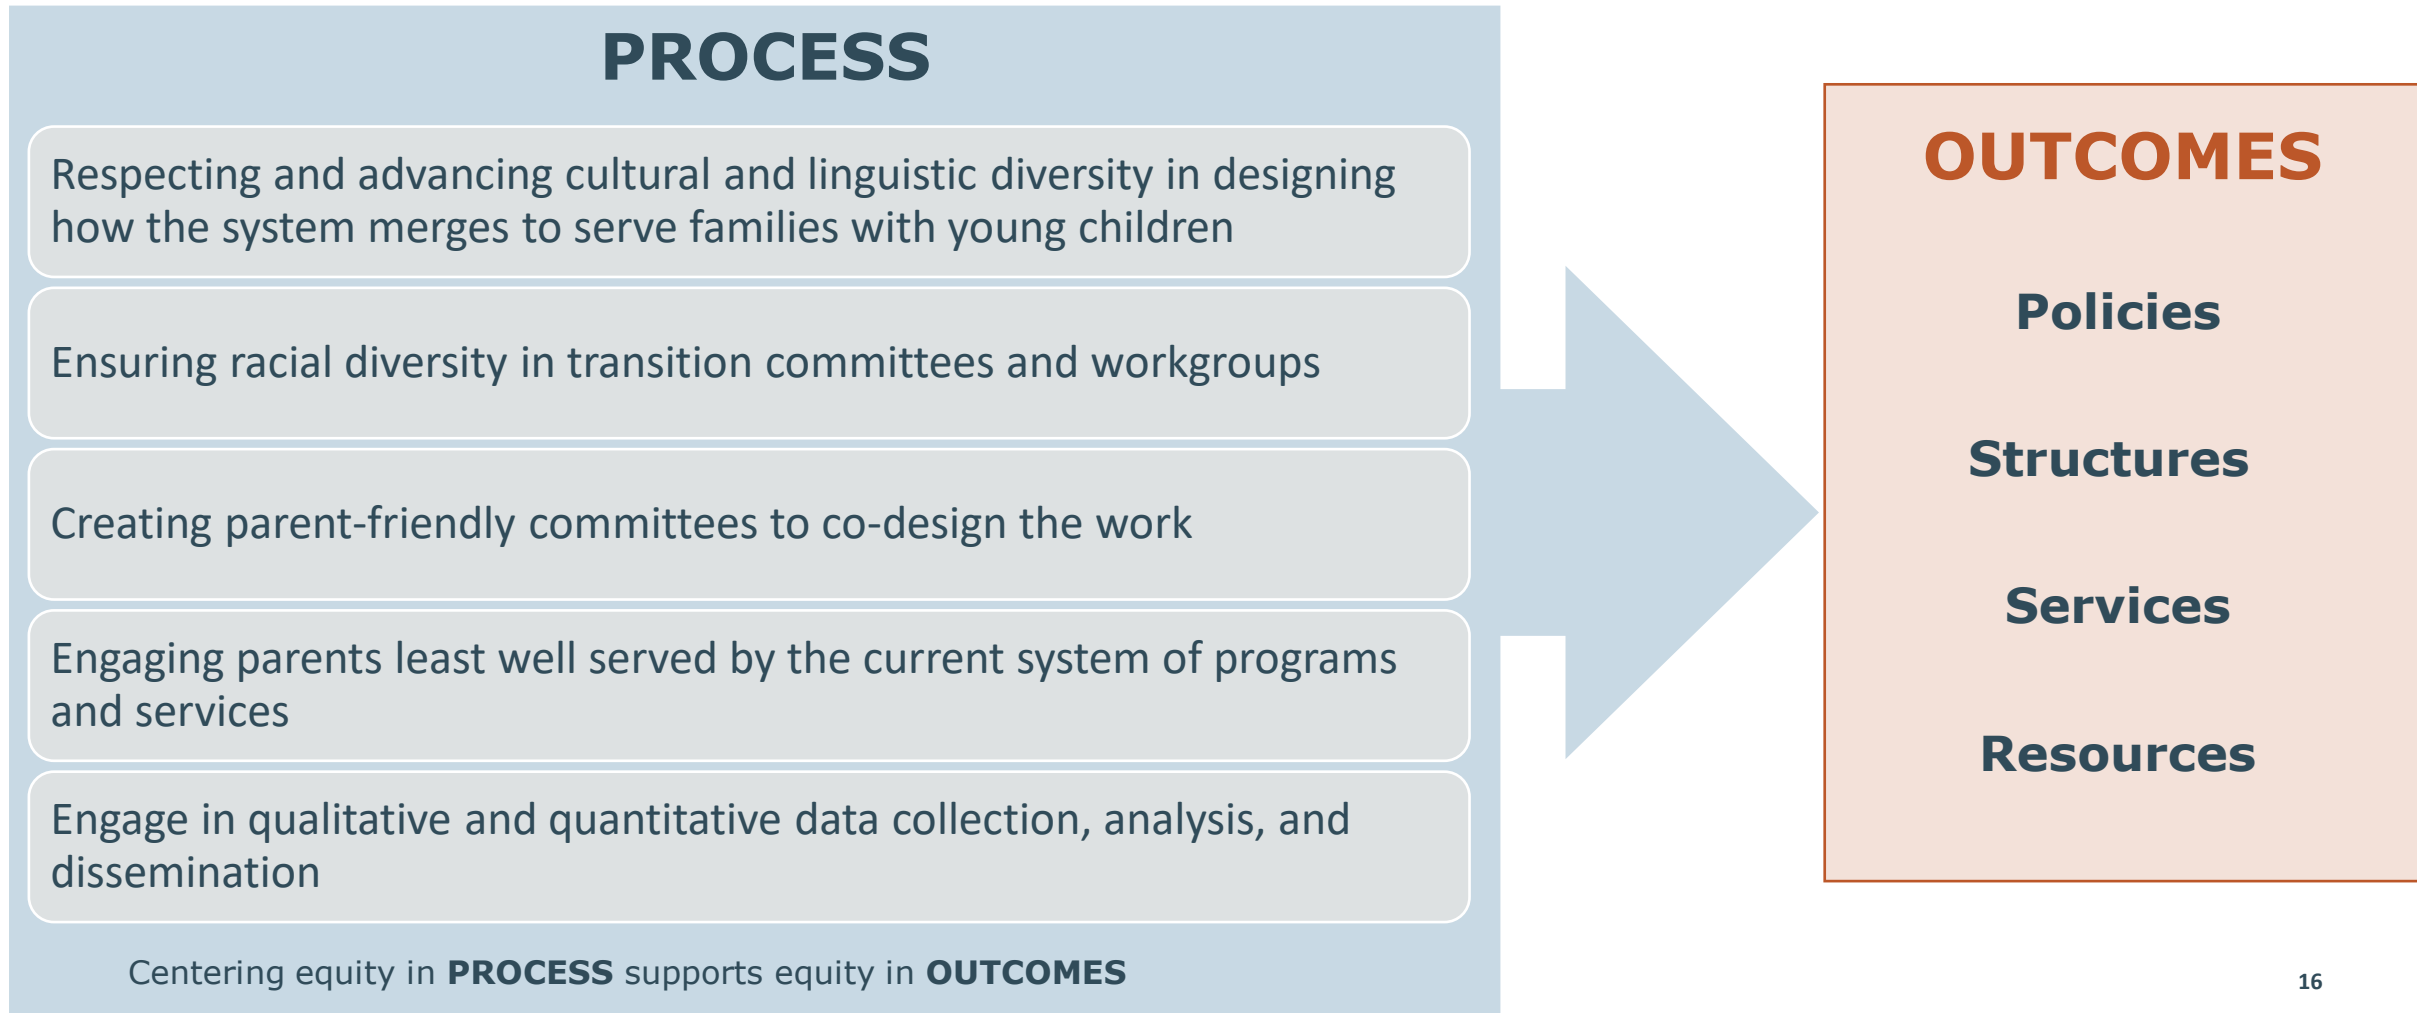 PROCESS
Respecting and advancing cultural and linguistic diversity in designing
how the system merges to serve families with young children
Ensuring racial diversity in transition committees and workgroups
Creating parent-friendly committees to co-design the work
Engaging parents least well served by the current system of programs
and services
Engage in qualitative and quantitative data collection, analysis, and
dissemination
Centering equity in PROCESS supports equity in OUTCOMES
OUTCOMES
Policies
Structures
Services
Resources
16